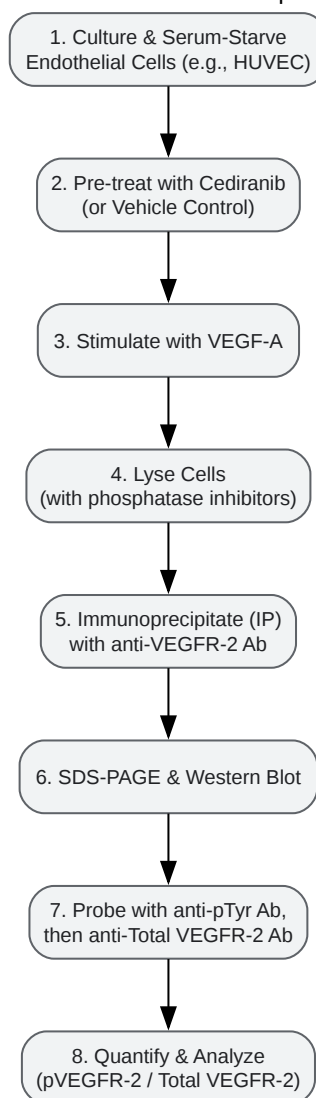 1. Culture & Serum-Starve
Endothelial Cells (e.g., HUVEC)
2. Pre-treat with Cediranib
(or Vehicle Control)
3. Stimulate with VEGF-A
4. Lyse Cells
(with phosphatase inhibitors)
5. Immunoprecipitate (IP)
with anti-VEGFR-2 Ab
6. SDS-PAGE & Western Blot
7. Probe with anti-pTyr Ab,
then anti-Total VEGFR-2 Ab
8. Quantify & Analyze
(pVEGFR-2 / Total VEGFR-2)